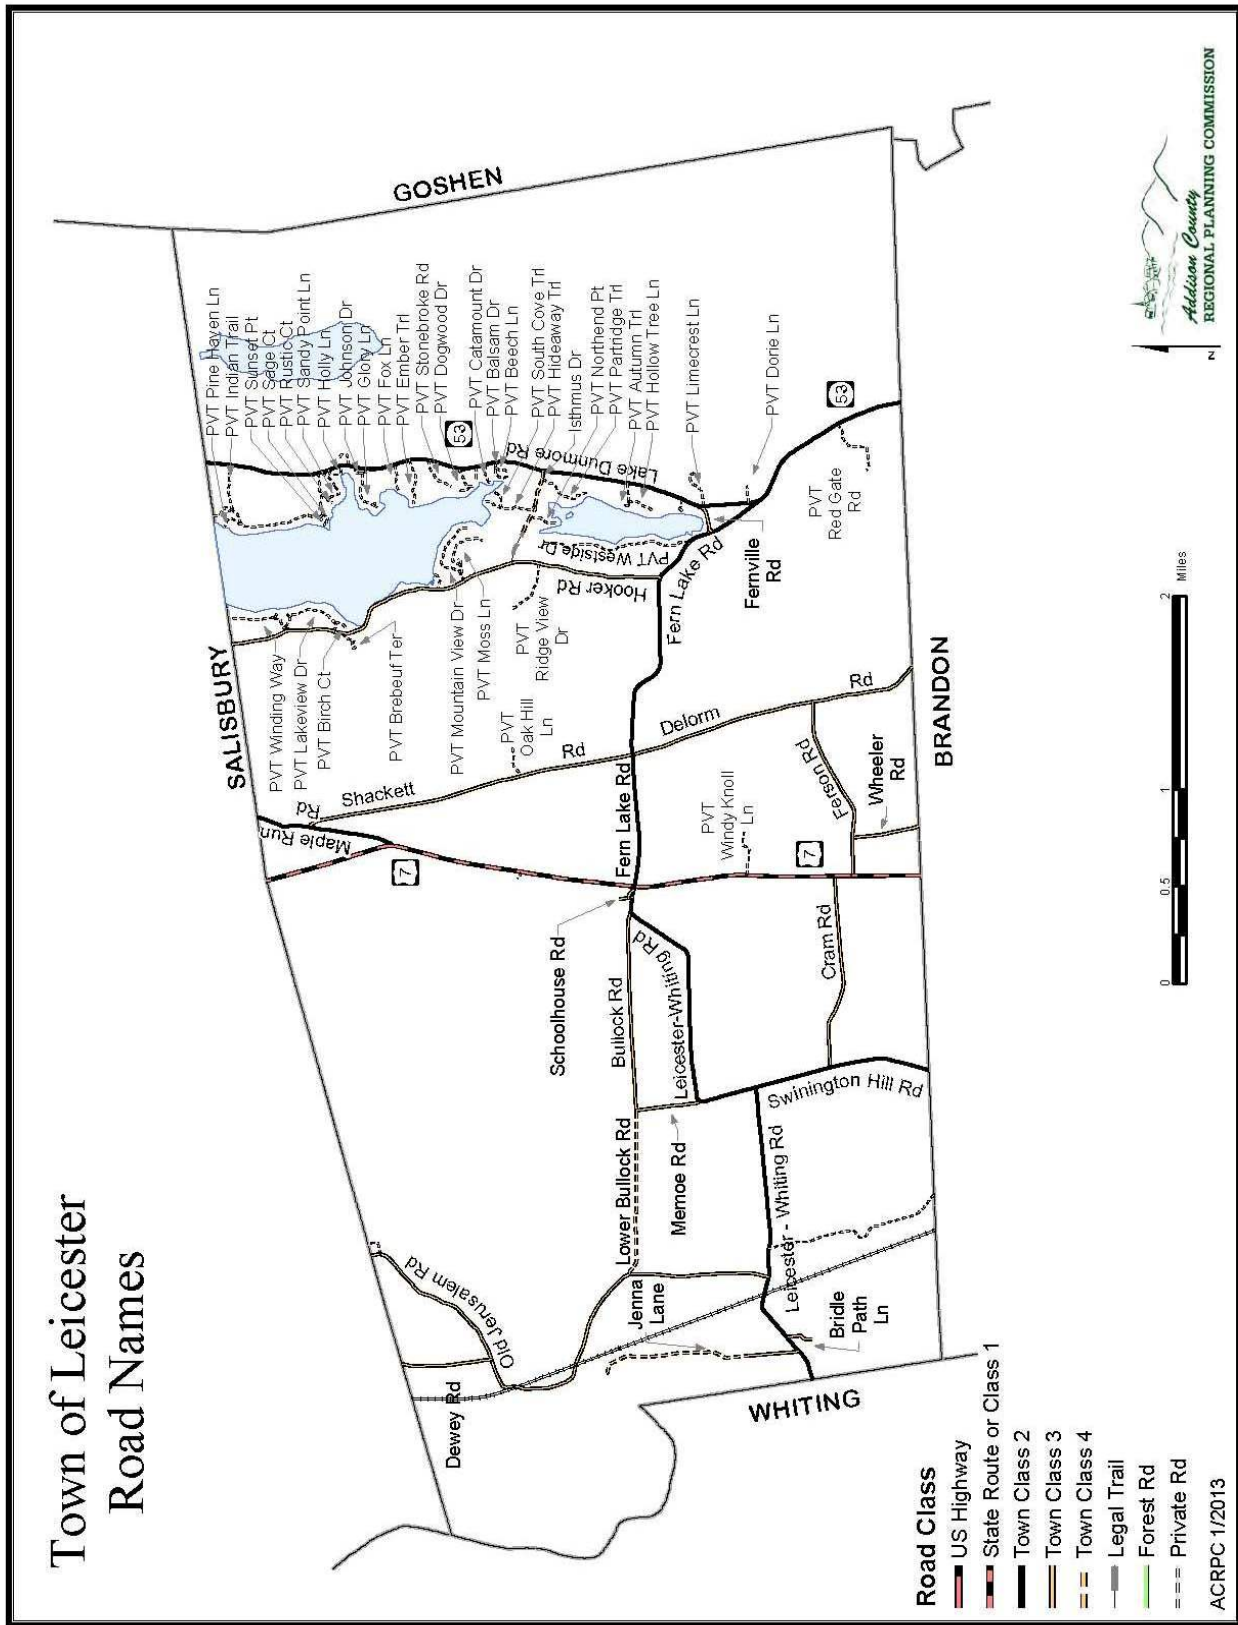 Town of Leicester
Road Names
GOSHEN
SALISBURY
BRANDON
WHITING
PVT Pine Haven Ln
PVT Indian Trail
PVT Sunset Pt
PVT Sage Ct
PVT Rustic Ct
PVT Sandy Point Ln
PVT Holly Ln
PVT Johnson Dr
PVT Glory Ln
PVT Fox Ln
PVT Ember Trl
PVT Stonebroke Rd
PVT Dogwood Dr
PVT Catamount Dr
PVT Balsam Dr
PVT Beech Ln
PVT South Cove Trl
PVT Hideaway Trl
Isthmus Dr
PVT Northend Pt
PVT Partridge Trl
PVT Autumn Trl
PVT Hollow Tree Ln
PVT Limecrest Ln
PVT Dorie Ln
53
Lake Dunmore Rd
53
PVT
Red Gate
Rd
PVT Westside Dr
Fern Lake Rd
Fernville
Rd
Hooker Rd
PVT Winding Way
PVT Lakeview Dr
PVT Birch Ct
PVT Brebeuf Ter
PVT Mountain View Dr
PVT Moss Ln
PVT
Ridge View
Dr
PVT
Oak Hill
Ln
Maple Run Rd
Shackett Rd
Delorm Rd
7
Fern Lake Rd
PVT
Windy Knoll
Ln
7
Ferson Rd
Wheeler
Rd
Schoolhouse Rd
Bullock Rd
Leicester-Whiting Rd
Cram Rd
Lower Bullock Rd
Memoe Rd
Swinington Hill Rd
Leicester - Whiting Rd
Old Jerusalem Rd
Jenna
Lane
Bridle
Path
Ln
Dewey Rd
Road Class
US Highway
State Route or Class 1
Town Class 2
Town Class 3
Town Class 4
Legal Trail
Forest Rd
Private Rd
ACRPC 1/2013
0 0.5 1 2
Miles
N
Addison County
REGIONAL PLANNING COMMISSION